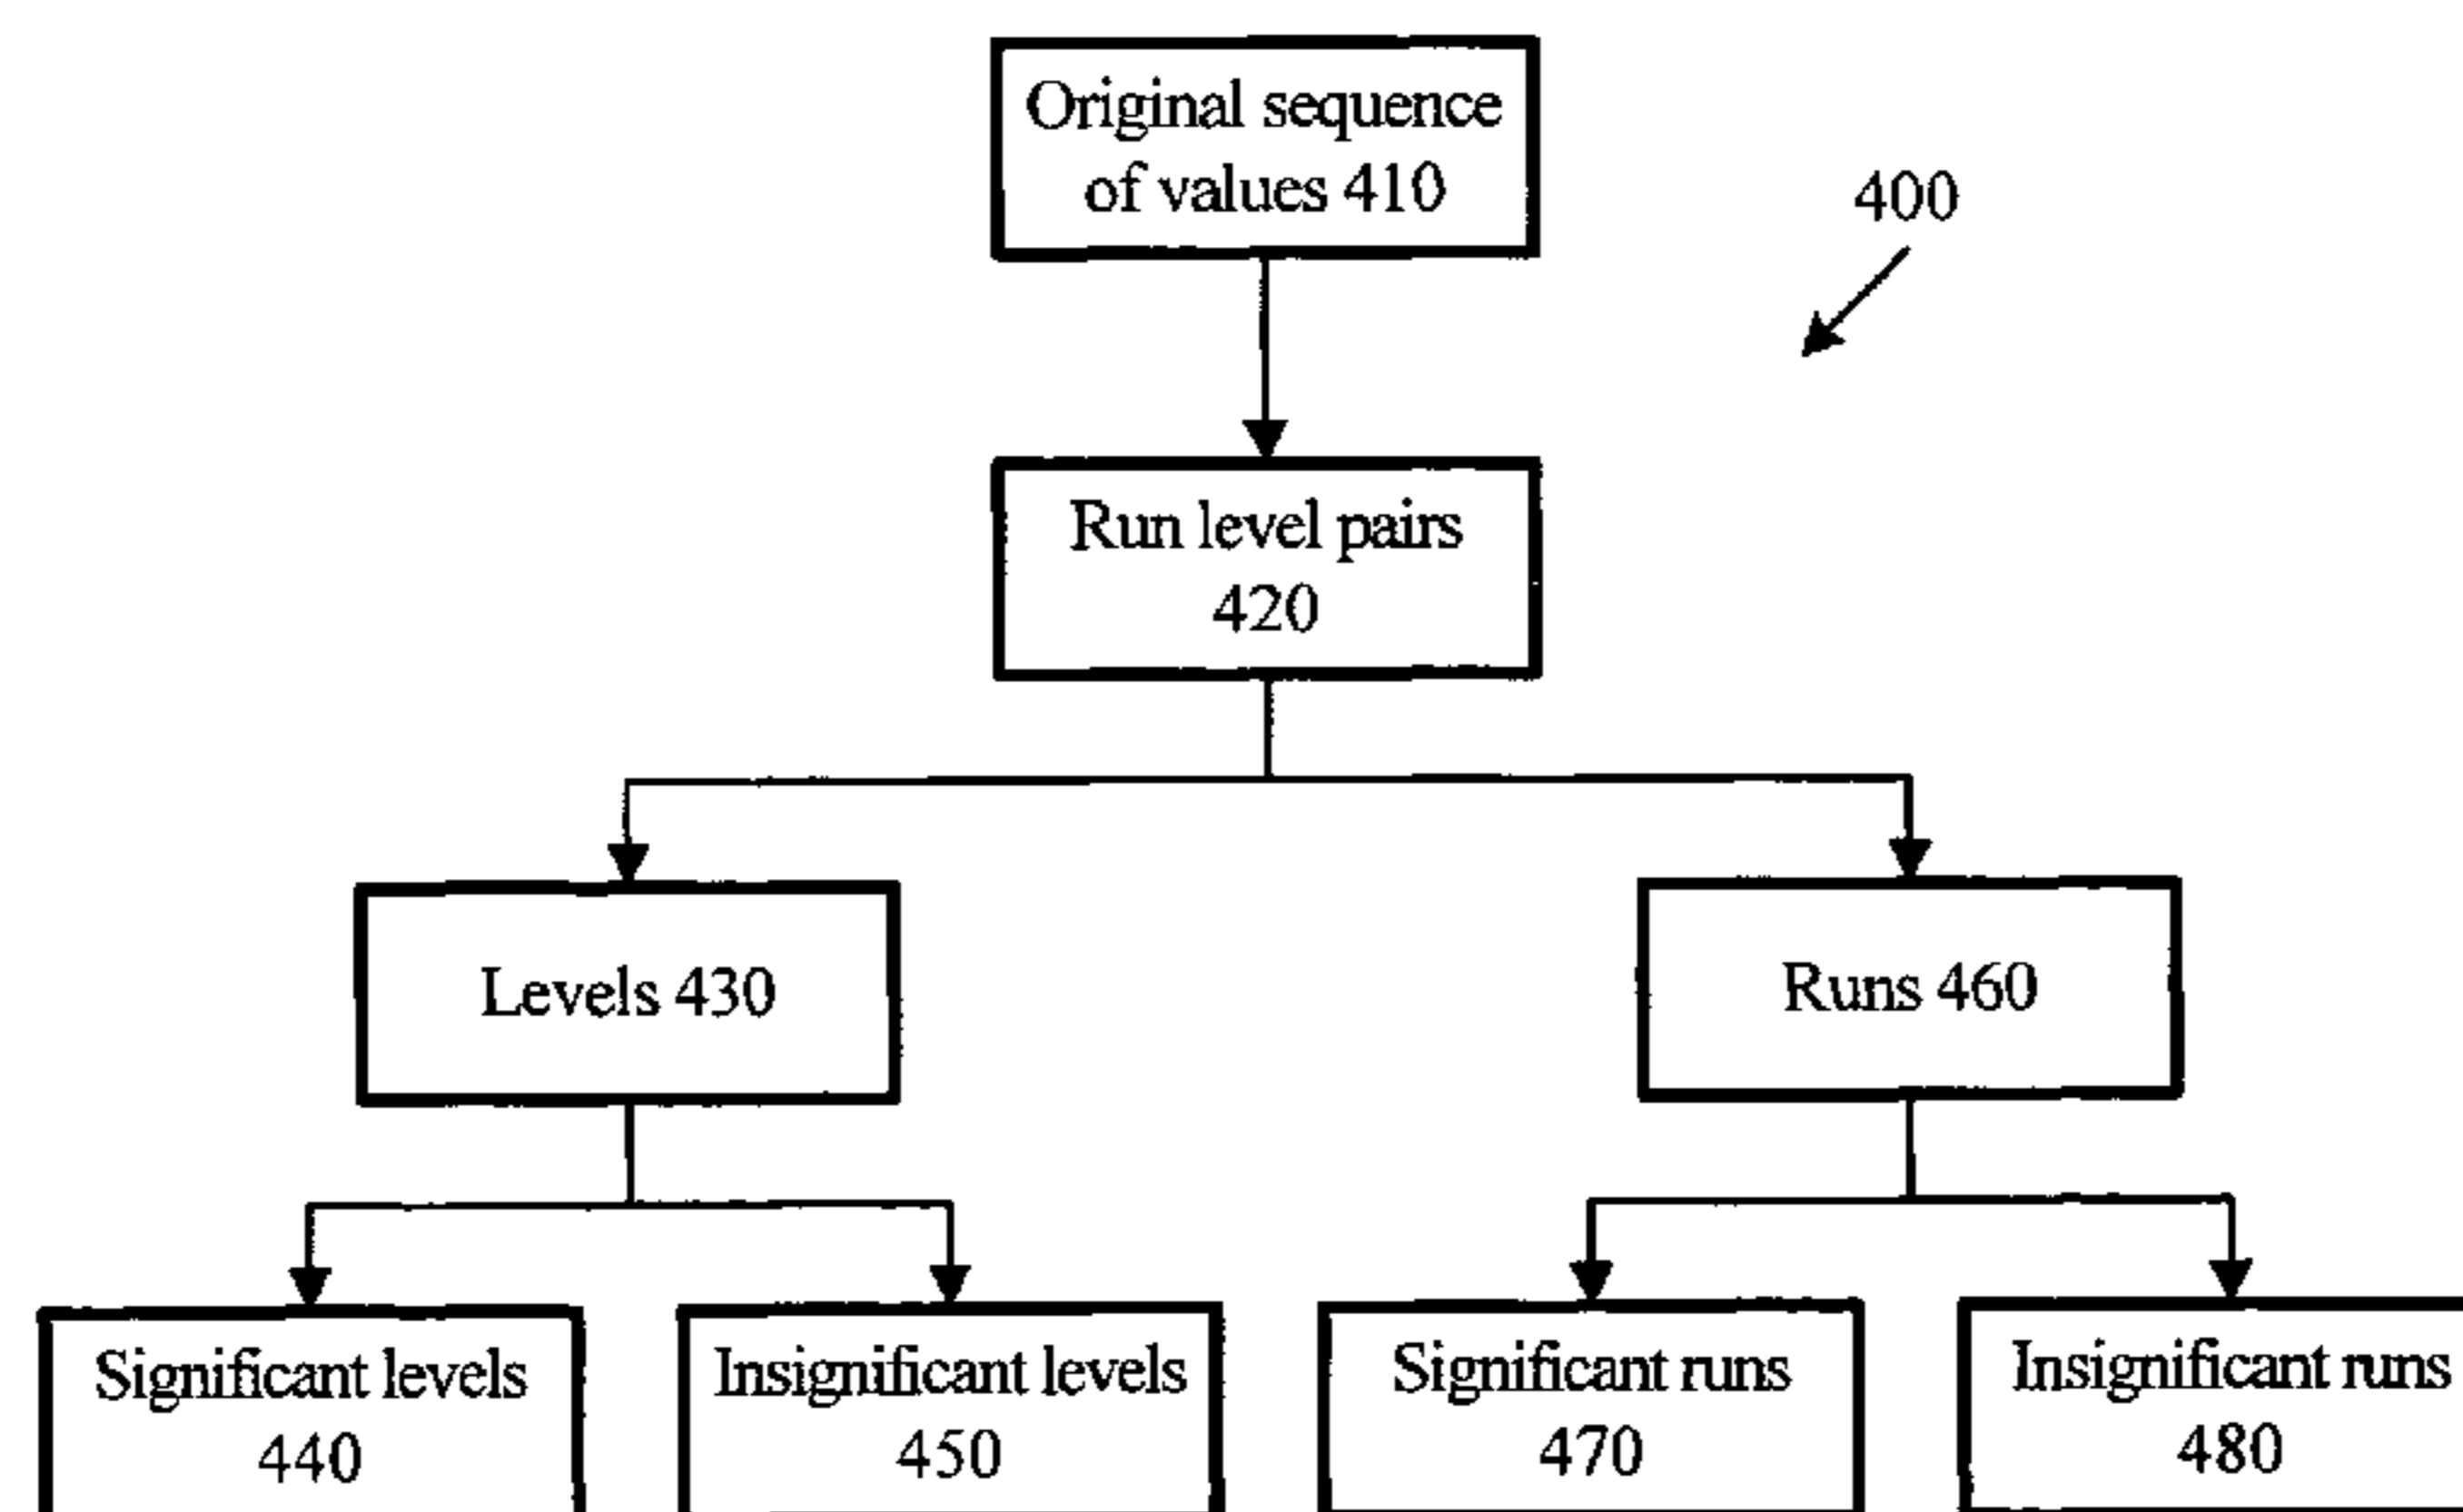 Original sequence
of values 410
400
Run level pairs
420
Levels 430
Runs 460
Significant levels
440
Insignificant levels
450
Significant runs
470
Insignificant runs
480